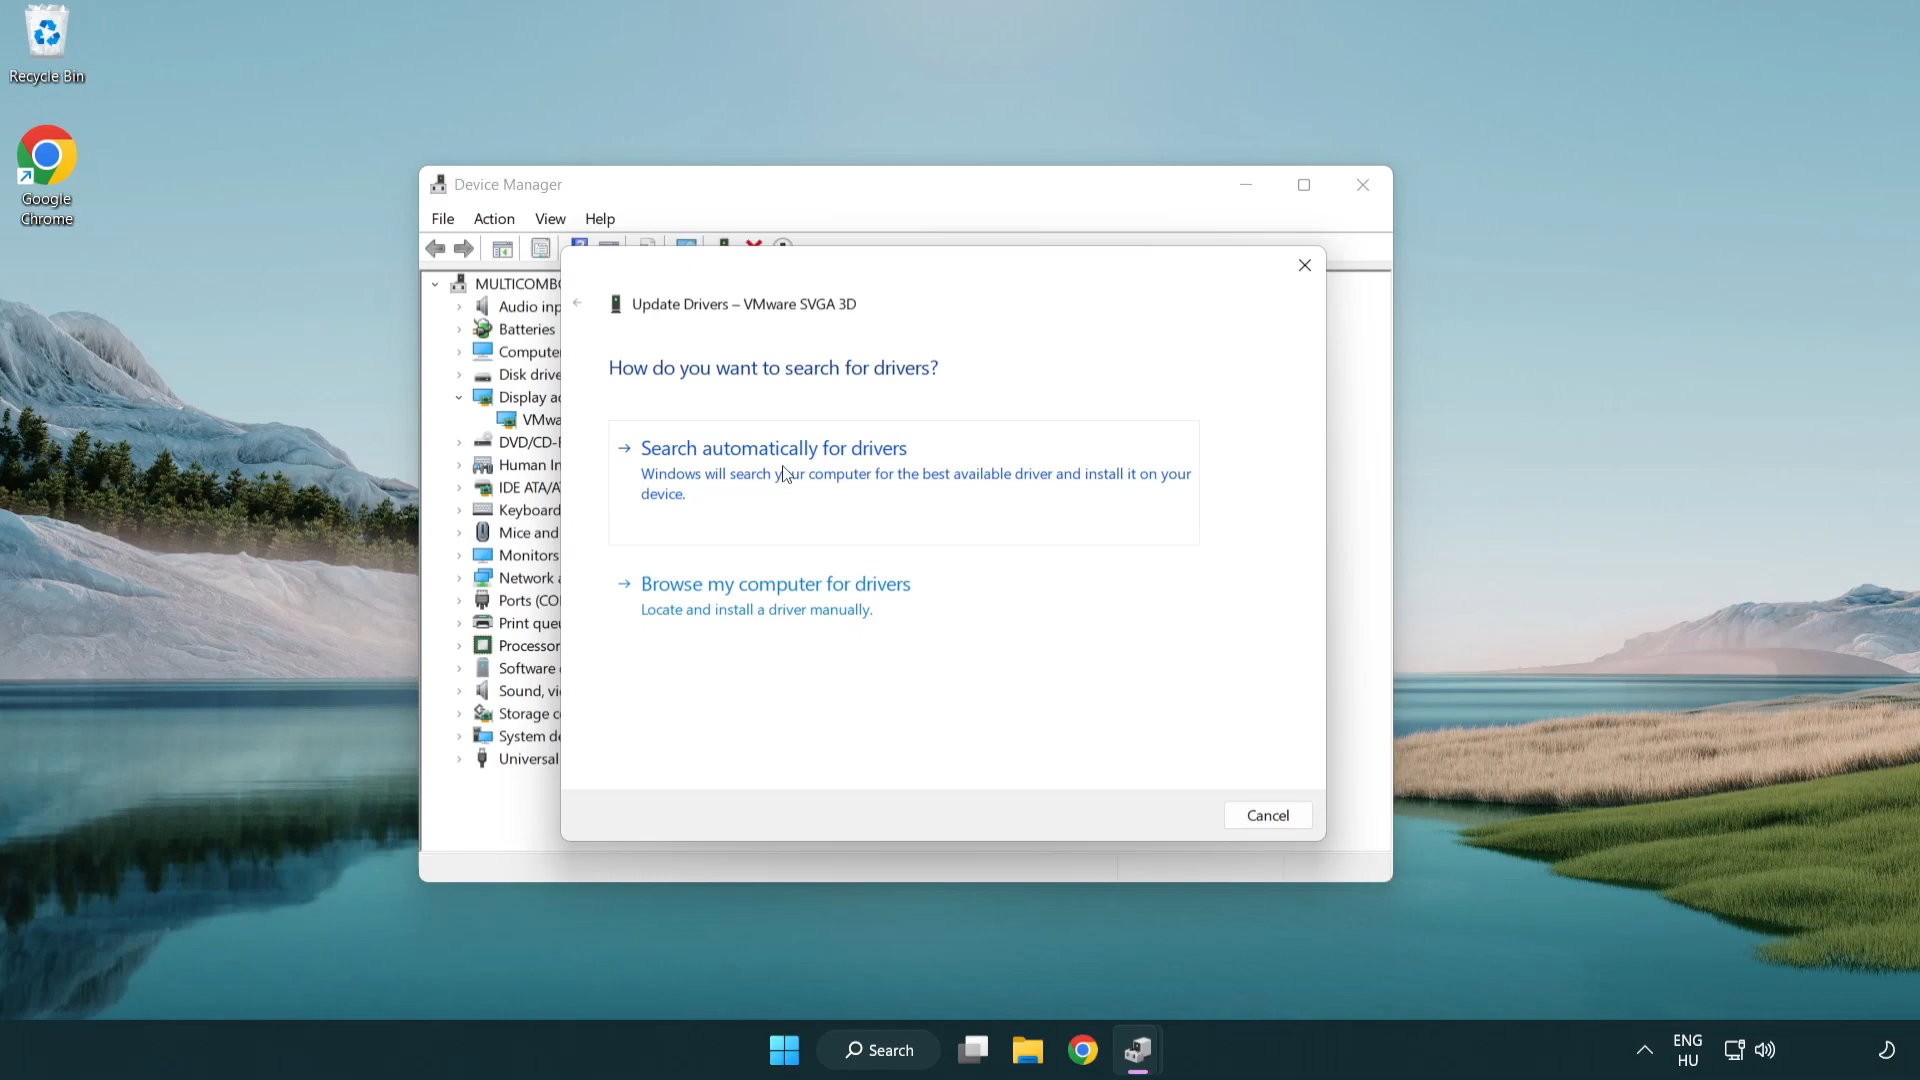 Recycle Bin
Google
Chrome
Device Manager
File Action View Help
MULTICOMB
Audio inp
Batteries
Compute
Disk drive
Display a
VMwa
DVD/CD-
Human In
IDE ATA/A
Keyboard
Mice and
Monitors
Network
Ports (CO
Print que
Processor
Software
Sound, vi
Storage c
System de
Universal
Update Drivers – VMware SVGA 3D
How do you want to search for drivers?
Search automatically for drivers
Windows will search your computer for the best available driver and install it on your
device.
Browse my computer for drivers
Locate and install a driver manually.
Cancel
Search
ENG
HU